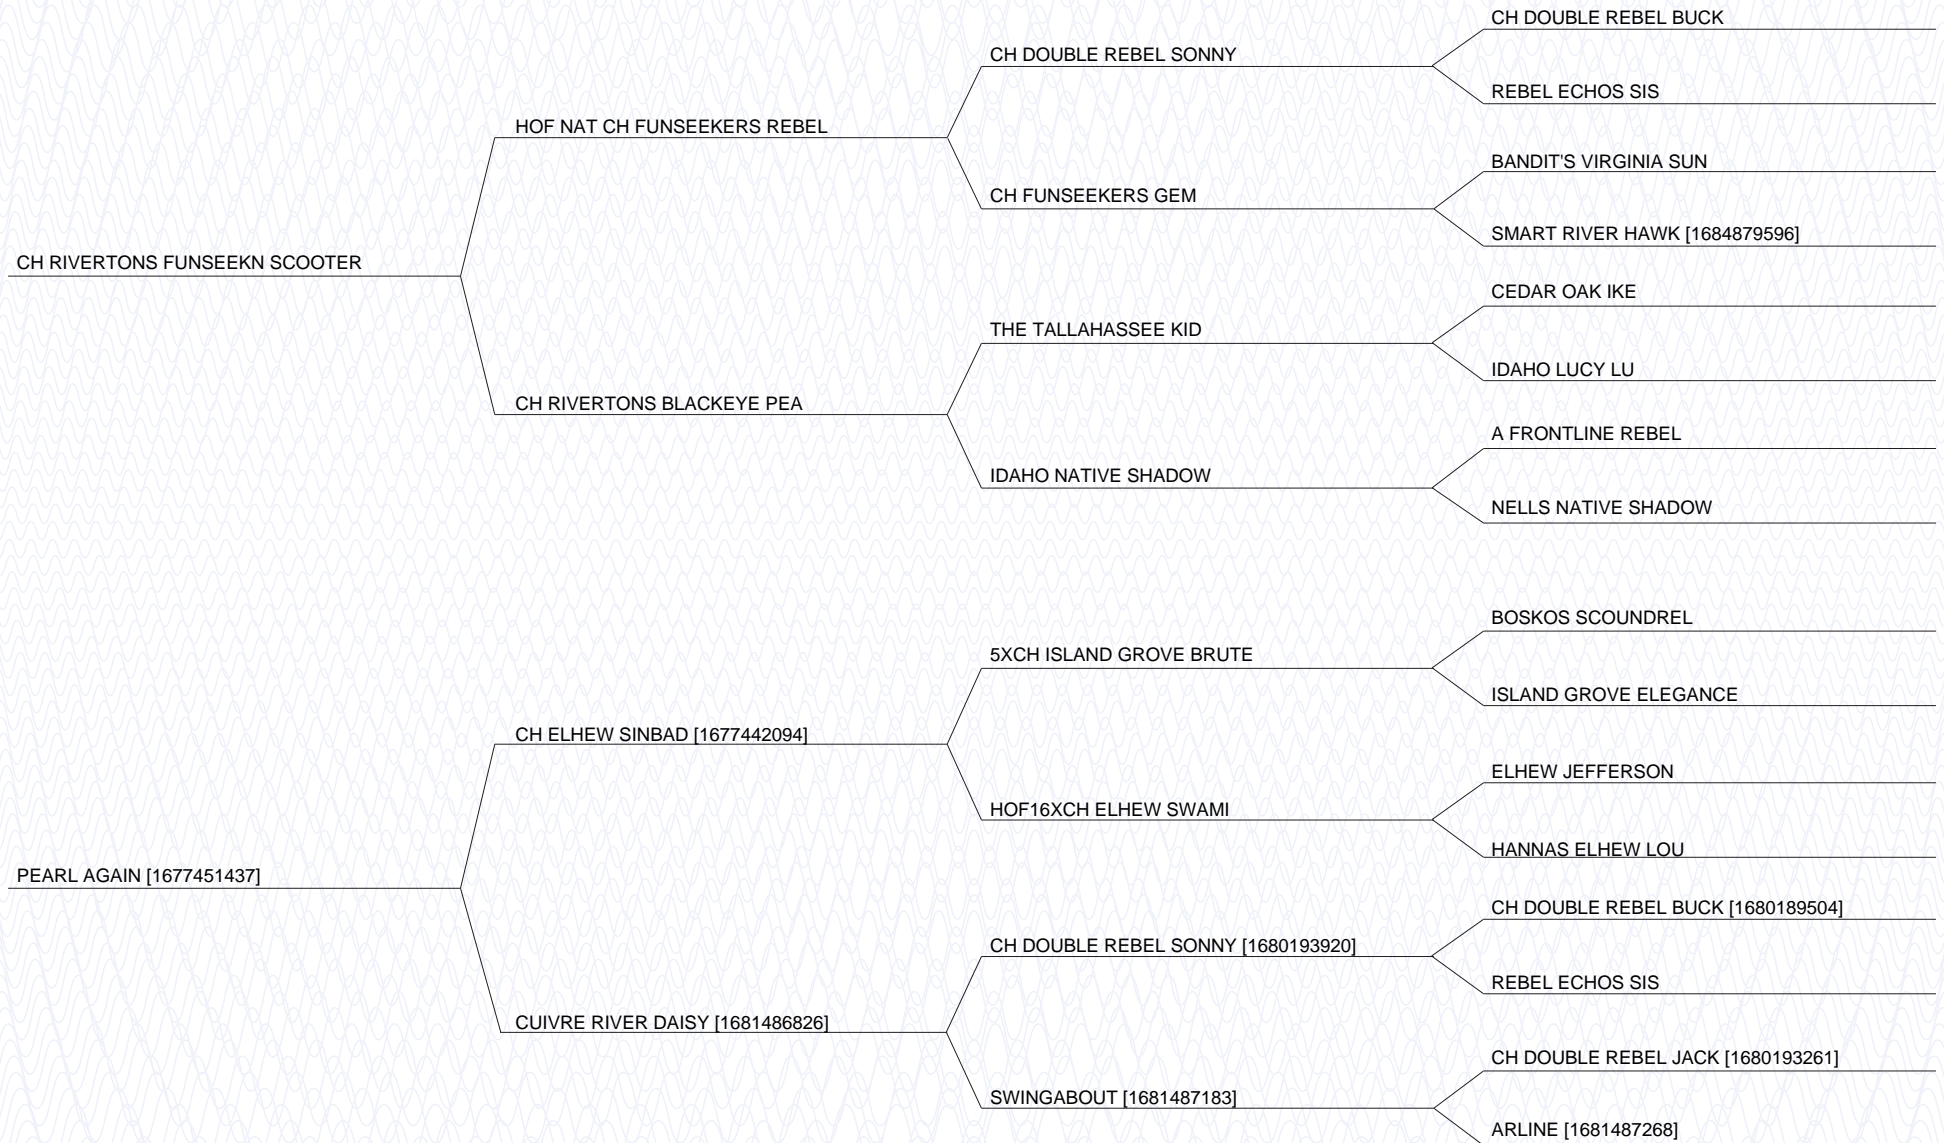 CH DOUBLE REBEL BUCK
CH DOUBLE REBEL SONNY
REBEL ECHOS SIS
HOF NAT CH FUNSEEKERS REBEL
BANDIT'S VIRGINIA SUN
CH FUNSEEKERS GEM
SMART RIVER HAWK [1684879596]
CH RIVERTONS FUNSEEKN SCOOTER
CEDAR OAK IKE
THE TALLAHASSEE KID
IDAHO LUCY LU
CH RIVERTONS BLACKEYE PEA
A FRONTLINE REBEL
IDAHO NATIVE SHADOW
NELLS NATIVE SHADOW
BOSKOS SCOUNDREL
5XCH ISLAND GROVE BRUTE
ISLAND GROVE ELEGANCE
CH ELHEW SINBAD [1677442094]
ELHEW JEFFERSON
HOF16XCH ELHEW SWAMI
HANNAS ELHEW LOU
PEARL AGAIN [1677451437]
CH DOUBLE REBEL BUCK [1680189504]
CH DOUBLE REBEL SONNY [1680193920]
REBEL ECHOS SIS
CUIVRE RIVER DAISY [1681486826]
CH DOUBLE REBEL JACK [1680193261]
SWINGABOUT [1681487183]
ARLINE [1681487268]